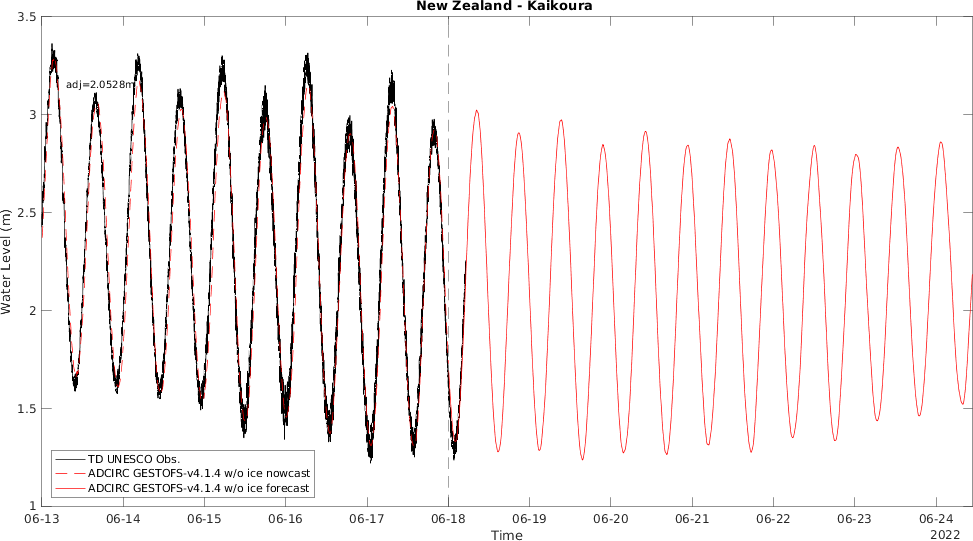 New Zealand - Kaikoura
3.5
adj=2.0528m
3
2.5
Water Level (m)
2
1.5
TD UNESCO Obs.
ADCIRC GESTOFS-v4.1.4 w/o ice nowcast
ADCIRC GESTOFS-v4.1.4 w/o ice forecast
1
06-13 06-14 06-15 06-16 06-17 06-18 06-19 06-20 06-21 06-22 06-23 06-24
Time
2022